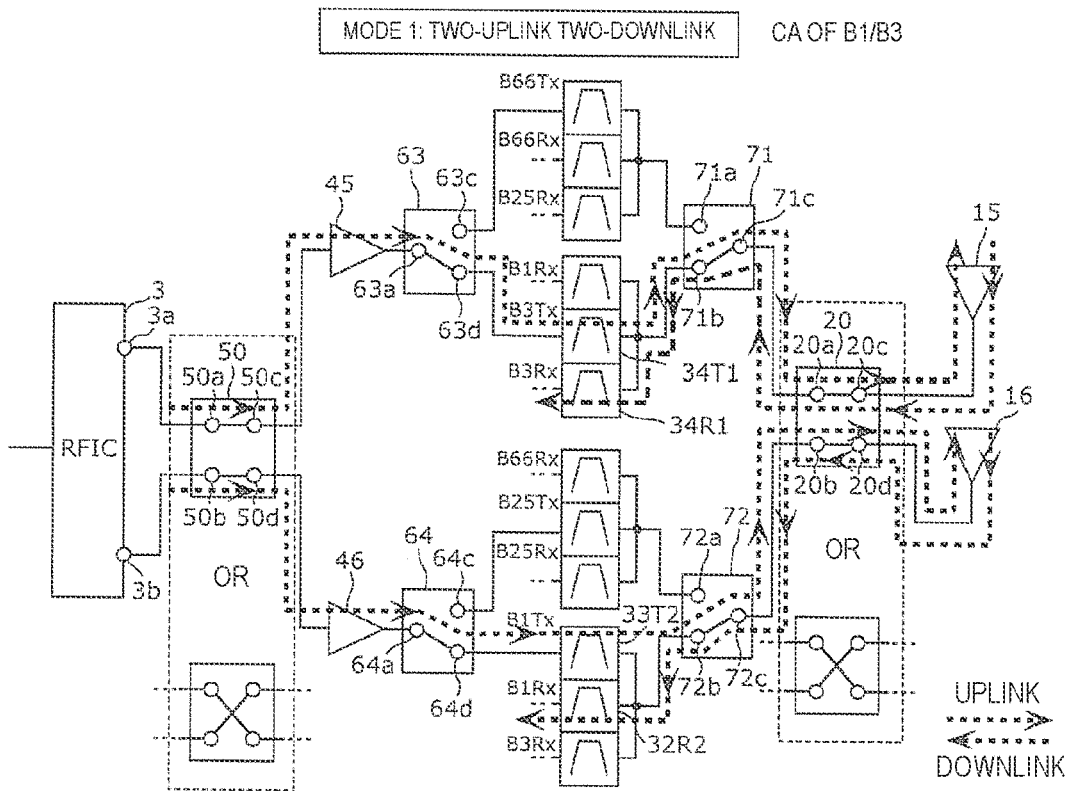 MODE 1: TWO-UPLINK TWO-DOWNLINK CA OF B1/B3
B66Tx
B66Rx
B25Rx
63
63c
45
63a
63d
71
71a
71c
71b
B1Rx
B3Tx
B3Rx
34T1
34R1
15
3
3a
RFIC
3b
50
50a
50c
50b
50d
OR
20
20a
20c
20b
20d
16
OR
B66Rx
B25Tx
B25Rx
64
64c
46
64a
64d
72
72a
72b
72c
B1Tx
33T2
B1Rx
32R2
B3Rx
UPLINK
DOWNLINK